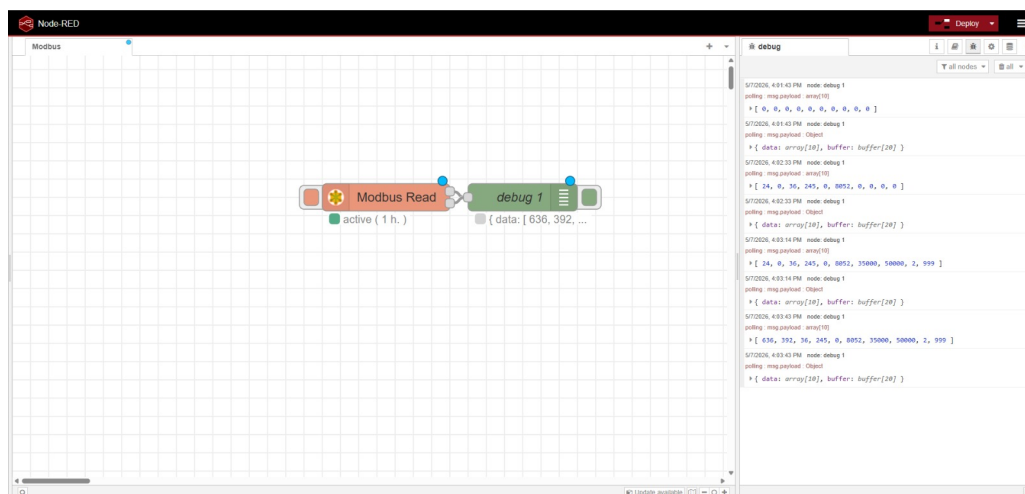 Node-RED
Deploy
Modbus
debug
all nodes
all
5/7/2026, 4:01:43 PM node: debug 1
polling : msg.payload : array[10]
[ 0, 0, 0, 0, 0, 0, 0, 0, 0, 0 ]
5/7/2026, 4:01:43 PM node: debug 1
polling : msg.payload : Object
{ data: array[10], buffer: buffer[20] }
5/7/2026, 4:02:33 PM node: debug 1
polling : msg.payload : array[10]
[ 24, 0, 36, 245, 0, 8052, 0, 0, 0, 0 ]
5/7/2026, 4:02:33 PM node: debug 1
polling : msg.payload : Object
{ data: array[10], buffer: buffer[20] }
5/7/2026, 4:03:14 PM node: debug 1
polling : msg.payload : array[10]
[ 24, 0, 36, 245, 0, 8052, 35000, 50000, 2, 999 ]
5/7/2026, 4:03:14 PM node: debug 1
polling : msg.payload : Object
{ data: array[10], buffer: buffer[20] }
5/7/2026, 4:03:43 PM node: debug 1
polling : msg.payload : array[10]
[ 636, 392, 36, 245, 0, 8052, 35000, 50000, 2, 999 ]
5/7/2026, 4:03:43 PM node: debug 1
polling : msg.payload : Object
{ data: array[10], buffer: buffer[20] }
Modbus Read
debug 1
active ( 1 h. )
{ data: [ 636, 392, ...
Update available